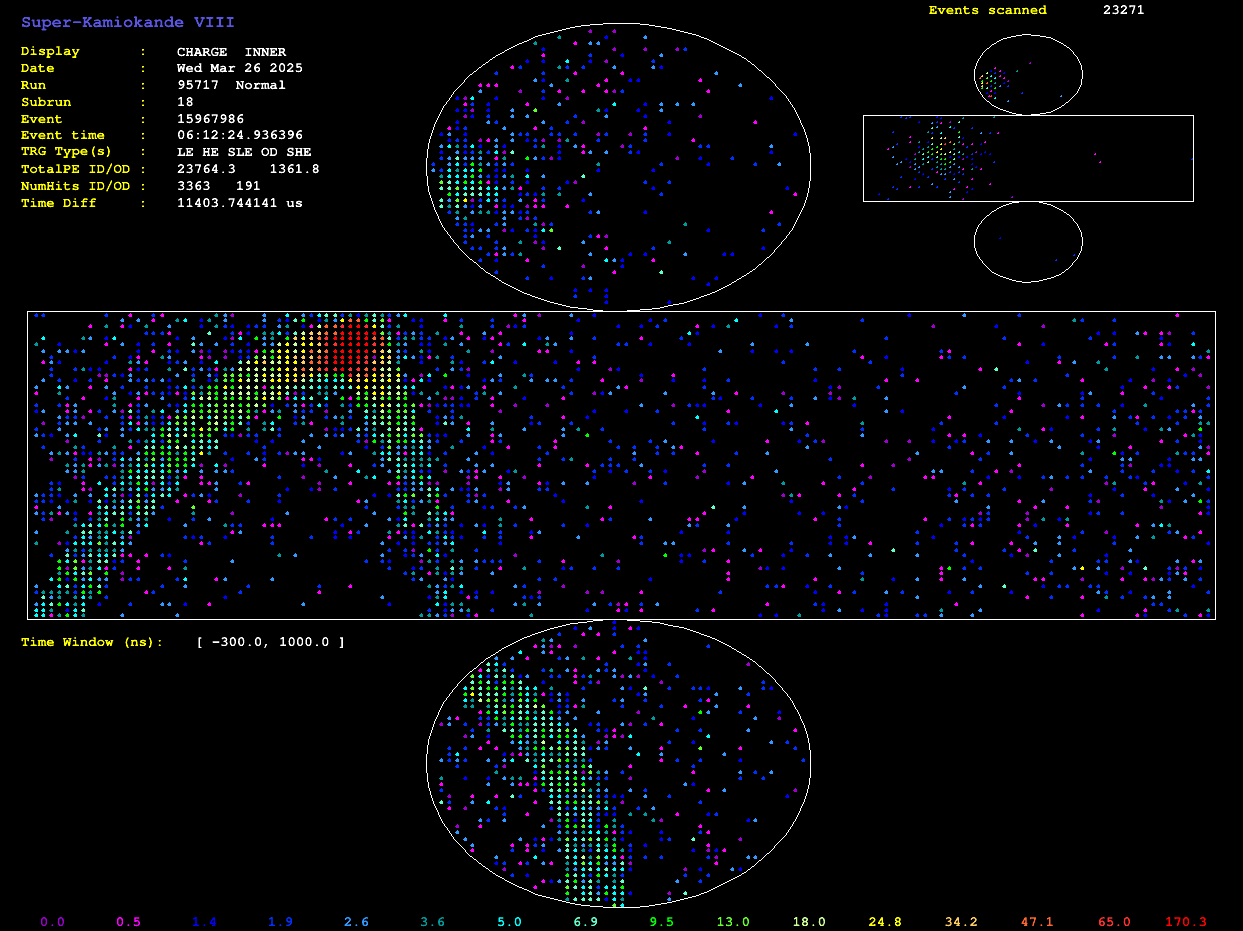 Super-Kamiokande VIII
Events scanned 23271
Display : CHARGE INNER
Date : Wed Mar 26 2025
Run : 95717 Normal
Subrun : 18
Event : 15967986
Event time : 06:12:24.936396
TRG Type(s) : LE HE SLE OD SHE
TotalPE ID/OD : 23764.3 1361.8
NumHits ID/OD : 3363 191
Time Diff : 11403.744141 us
Time Window (ns): [ -300.0, 1000.0 ]
0.0 0.5 1.4 1.9 2.6 3.6 5.0 6.9 9.5 13.0 18.0 24.8 34.2 47.1 65.0 170.3